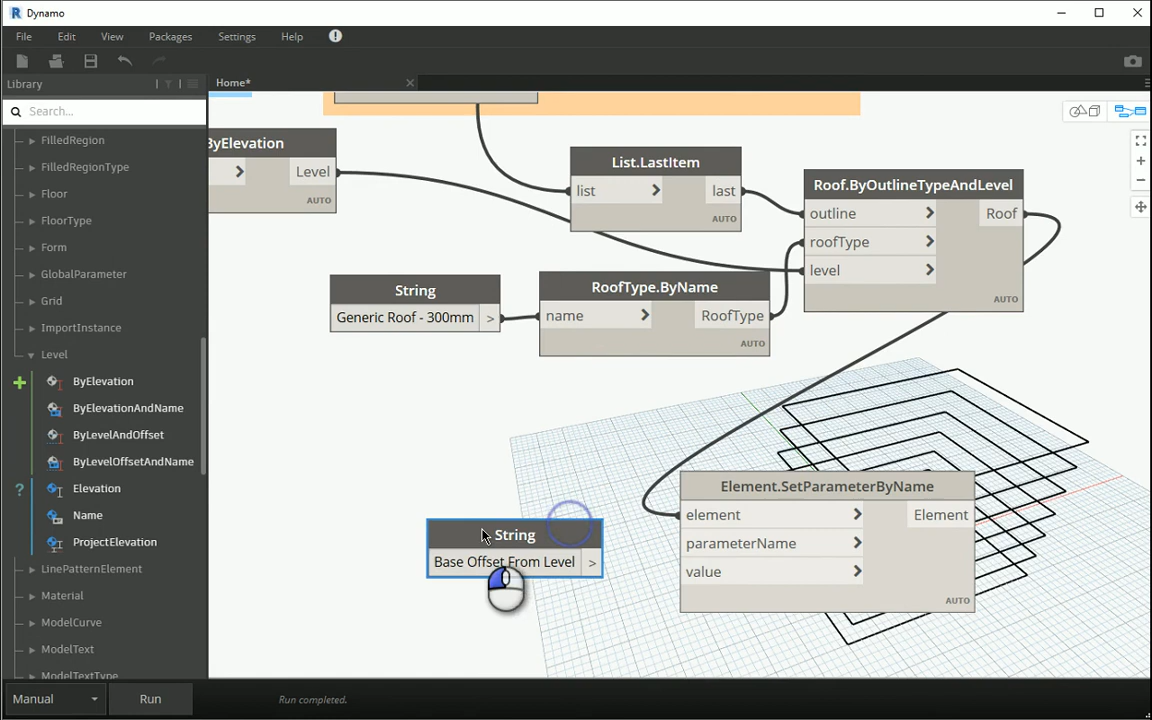 Dynamo
File Edit View Packages Settings Help
Library
Home*
Search...
FilledRegion
FilledRegionType
Floor
FloorType
Form
GlobalParameter
Grid
ImportInstance
Level
ByElevation
ByElevationAndName
ByLevelAndOffset
ByLevelOffsetAndName
Elevation
Name
ProjectElevation
LinePatternElement
Material
ModelCurve
ModelText
ModelTextType
ByElevation
> Level
AUTO
List.LastItem
list > last
AUTO
Roof.ByOutlineTypeAndLevel
outline > Roof
roofType >
level >
AUTO
String
Generic Roof - 300mm >
RoofType.ByName
name > RoofType
AUTO
String
Base Offset From Level >
Element.SetParameterByName
element > Element
parameterName >
value >
AUTO
Manual Run Run completed.